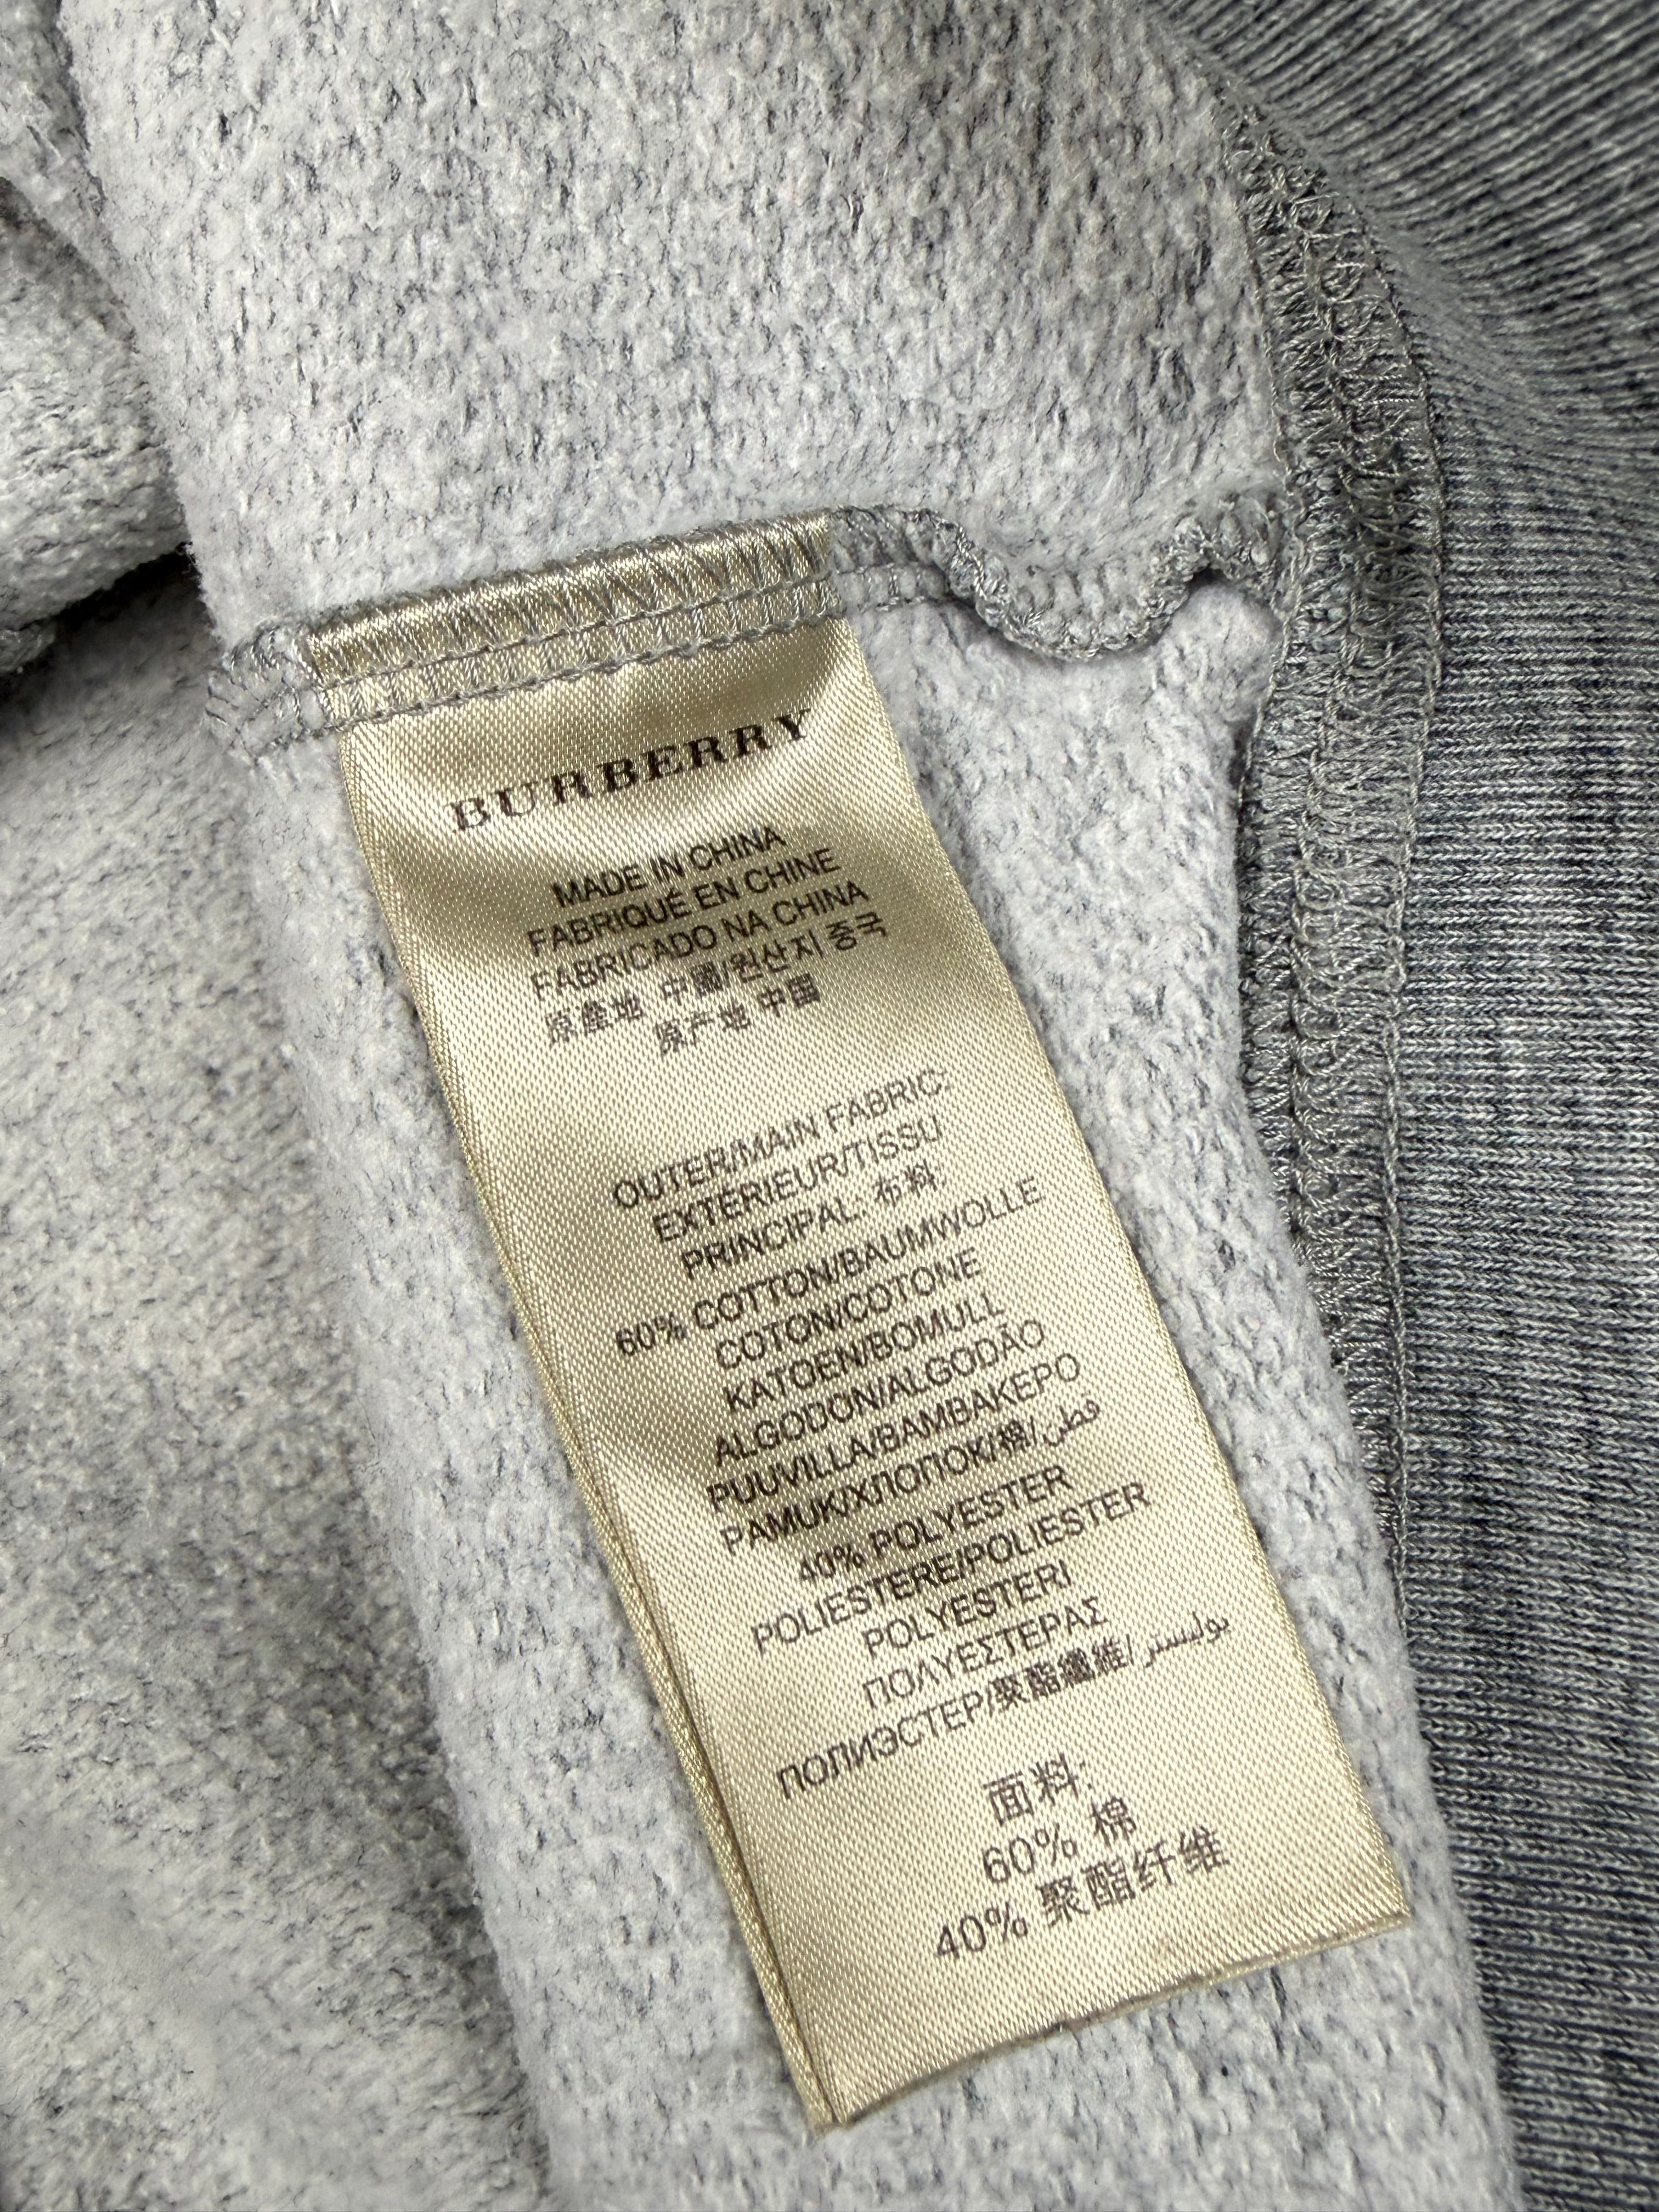 BURBERRY
MADE IN CHINA
FABRIQUÉ EN CHINE
FABRICADO NA CHINA
原産地 中國/원산지 중국
原产地 中国
OUTER/MAIN FABRIC:
EXTÉRIEUR/TISSU
PRINCIPAL: 布料:
60% COTTON/BAUMWOLLE
COTON/COTONE
KATOEN/BOMULL
ALGODON/ALGODÃO
PUUVILLA/ΒΑΜΒΑΚΕΡΟ
PAMUK/ХЛОПОК/棉/قطن
40% POLYESTER
POLIESTERE/POLIESTER
POLYESTERI
ΠΟΛΥΕΣΤΕΡΑΣ
ПОЛИЭСТЕР/聚酯纖維/بوليستر
面料:
60% 棉
40% 聚酯纤维